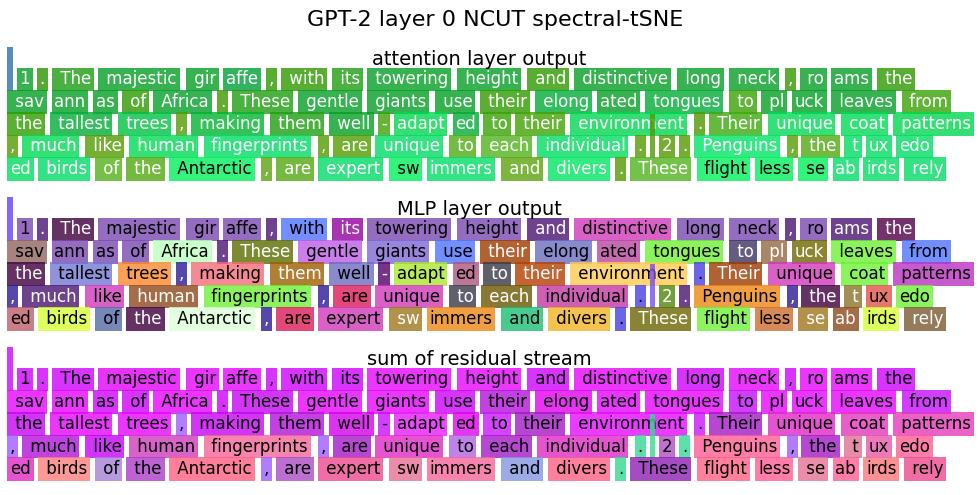 GPT-2 layer 0 NCUT spectral-tSNE
attention layer output
1 . The majestic gir affe , with its towering height and distinctive long neck , ro ams the
sav ann as of Africa . These gentle giants use their elong ated tongues to pl uck leaves from
the tallest trees , making them well - adapt ed to their environment . Their unique coat patterns
, much like human fingerprints , are unique to each individual . 2 . Penguins , the t ux edo
ed birds of the Antarctic , are expert sw immers and divers . These flight less se ab irds rely
MLP layer output
1 . The majestic gir affe , with its towering height and distinctive long neck , ro ams the
sav ann as of Africa . These gentle giants use their elong ated tongues to pl uck leaves from
the tallest trees , making them well - adapt ed to their environment . Their unique coat patterns
, much like human fingerprints , are unique to each individual . 2 . Penguins , the t ux edo
ed birds of the Antarctic , are expert sw immers and divers . These flight less se ab irds rely
sum of residual stream
1 . The majestic gir affe , with its towering height and distinctive long neck , ro ams the
sav ann as of Africa . These gentle giants use their elong ated tongues to pl uck leaves from
the tallest trees , making them well - adapt ed to their environment . Their unique coat patterns
, much like human fingerprints , are unique to each individual . 2 . Penguins , the t ux edo
ed birds of the Antarctic , are expert sw immers and divers . These flight less se ab irds rely